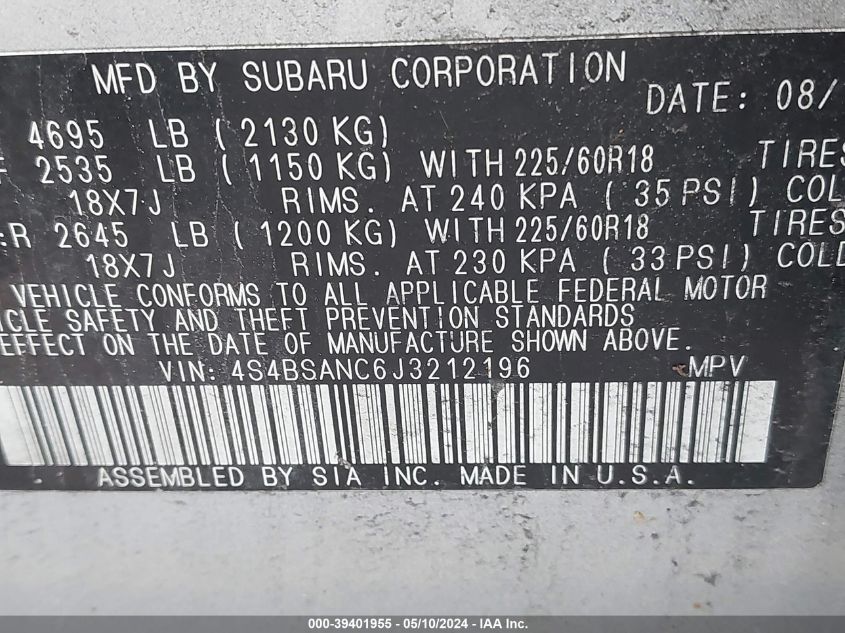 MFD BY SUBARU CORPORATION
DATE: 08/
4695 LB ( 2130 KG)
F 2535 LB ( 1150 KG) WITH 225/60R18 TIRES
18X7J RIMS. AT 240 KPA ( 35 PSI) COL
R 2645 LB ( 1200 KG) WITH 225/60R18 TIRES
18X7J RIMS. AT 230 KPA ( 33 PSI) COLD
VEHICLE CONFORMS TO ALL APPLICABLE FEDERAL MOTOR
ICLE SAFETY AND THEFT PREVENTION STANDARDS
EFFECT ON THE DATE OF MANUFACTURE SHOWN ABOVE.
VIN: 4S4BSANC6J3212196 MPV
ASSEMBLED BY SIA INC. MADE IN U.S.A.
000-39401955 - 05/10/2024 - IAA Inc.